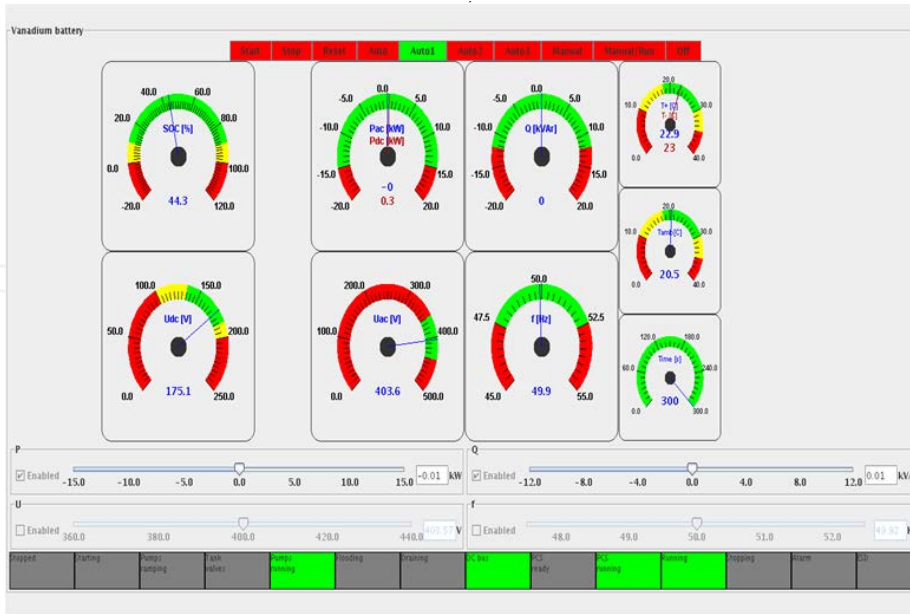 Vanadium battery
Start Stop Reset Auto Auto1 Auto2 Auto3 Manual Manual/Run Off
40.0 60.0
20.0 80.0
SOC [%]
0.0 100.0
-20.0 120.0
44.3
0.0
-5.0 5.0
-10.0 10.0
Pac [kW]
Pdc [kW]
-15.0 15.0
-20.0 20.0
-0
0.3
0.0
-5.0 5.0
-10.0 10.0
Q [kVAr]
-15.0 15.0
-20.0 20.0
0
20.0
10.0 30.0
T+ [C]
T- [C]
22.9
23
0.0 40.0
20.0
10.0 30.0
Tamb [C]
20.5
0.0 40.0
100.0 150.0
50.0 200.0
Udc [V]
0.0 250.0
175.1
200.0 300.0
100.0 400.0
Uac [V]
0.0 500.0
403.6
50.0
47.5 52.5
f [Hz]
45.0 55.0
49.9
120.0 180.0
60.0 240.0
Time [s]
300
0.0 300.0
P
Enabled -15.0 -10.0 -5.0 0.0 5.0 10.0 15.0 -0.01 kW
Q
Enabled -12.0 -8.0 -4.0 0.0 4.0 8.0 12.0 0.01 kV
U
Enabled 360.0 380.0 400.0 420.0 440.0 403.57 V
f
Enabled 48.0 49.0 50.0 51.0 52.0 49.92
Stopped Starting Pumps ramping Tank valves Pumps running Flooding Draining DC bus PCS ready PCS running Running Stopping Alarm ESD